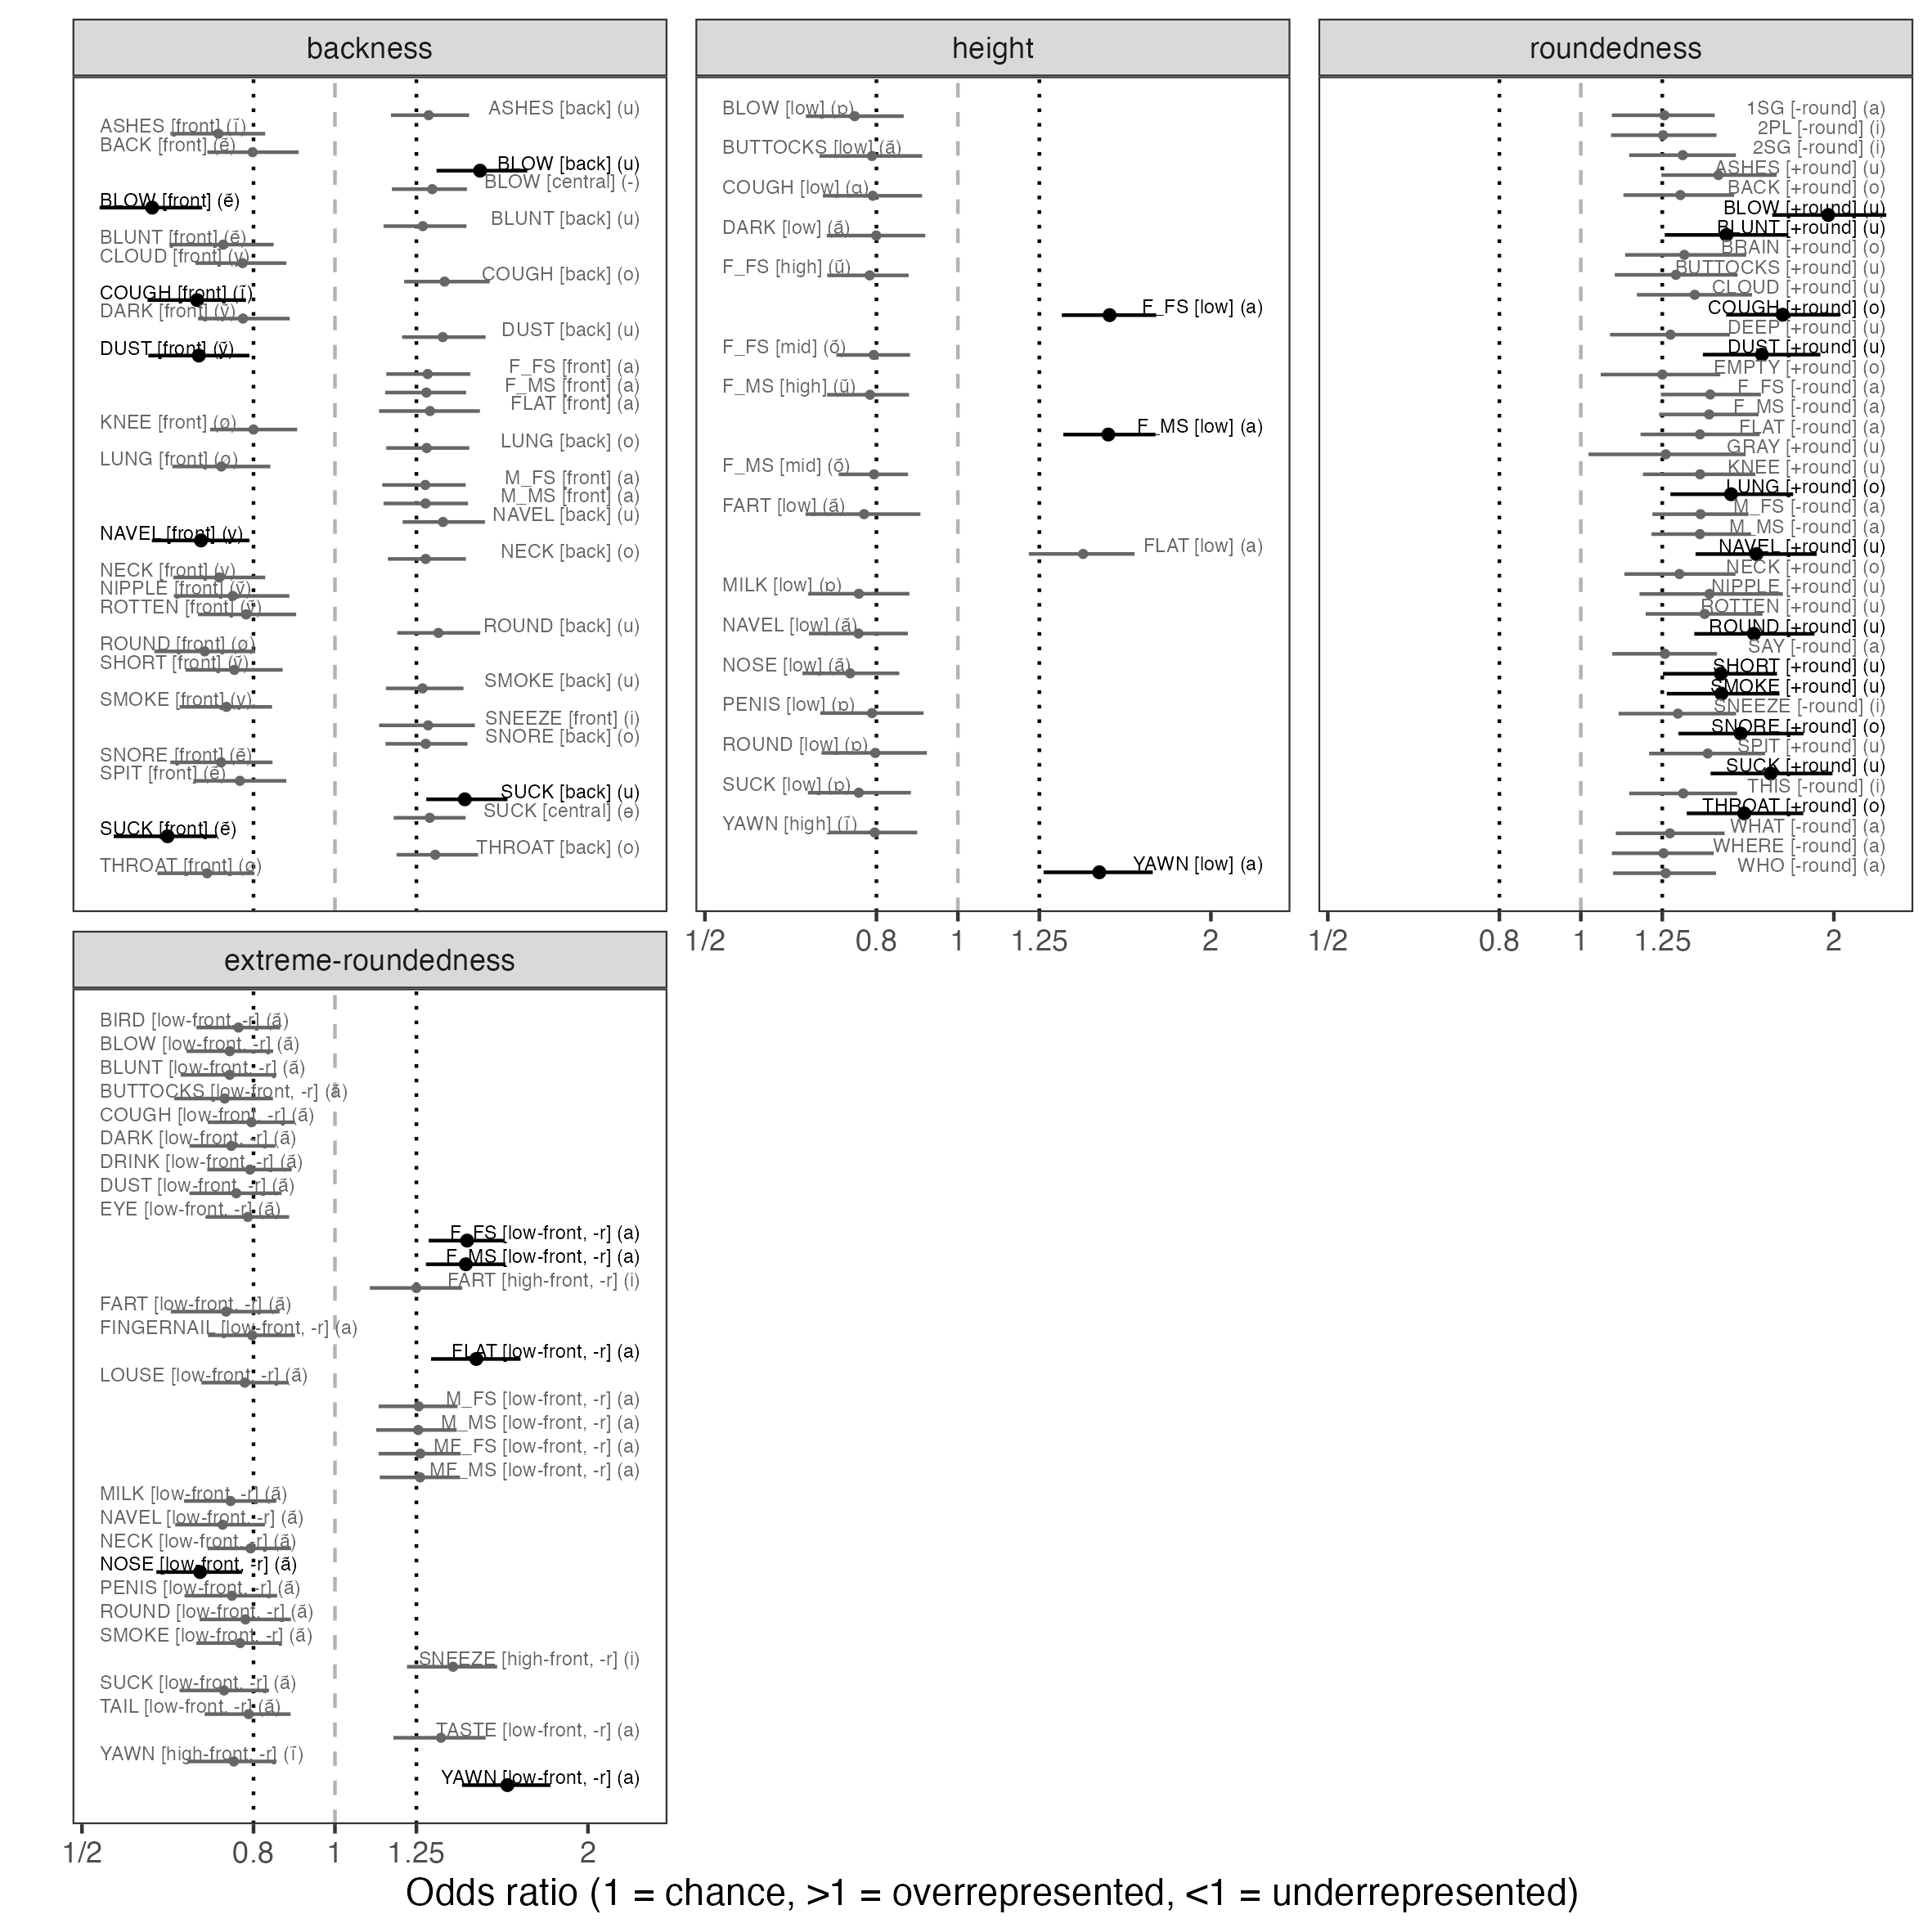 backness
ASHES [back] (u)
ASHES [front] (ĩ)
BACK [front] (ẽ)
BLOW [back] (u)
BLOW [central] (-)
BLOW [front] (ẽ)
BLUNT [back] (u)
BLUNT [front] (ẽ)
CLOUD [front] (y)
COUGH [back] (o)
COUGH [front] (ĩ)
DARK [front] (ỹ)
DUST [back] (u)
DUST [front] (ỹ)
F_FS [front] (a)
F_MS [front] (a)
FLAT [front] (a)
KNEE [front] (ø)
LUNG [back] (o)
LUNG [front] (ø)
M_FS [front] (a)
M_MS [front] (a)
NAVEL [back] (u)
NAVEL [front] (y)
NECK [back] (o)
NECK [front] (y)
NIPPLE [front] (ỹ)
ROTTEN [front] (ỹ)
ROUND [back] (u)
ROUND [front] (ø)
SHORT [front] (ỹ)
SMOKE [back] (u)
SMOKE [front] (y)
SNEEZE [front] (i)
SNORE [back] (o)
SNORE [front] (ẽ)
SPIT [front] (ẽ)
SUCK [back] (u)
SUCK [central] (ɵ)
SUCK [front] (ẽ)
THROAT [back] (o)
THROAT [front] (ø)
height
BLOW [low] (ɒ)
BUTTOCKS [low] (ã)
COUGH [low] (ɑ)
DARK [low] (ã)
F_FS [high] (ũ)
F_FS [low] (a)
F_FS [mid] (õ)
F_MS [high] (ũ)
F_MS [low] (a)
F_MS [mid] (õ)
FART [low] (ã)
FLAT [low] (a)
MILK [low] (ɒ)
NAVEL [low] (ã)
NOSE [low] (ã)
PENIS [low] (ɒ)
ROUND [low] (ɒ)
SUCK [low] (ɒ)
YAWN [high] (ĩ)
YAWN [low] (a)
1/2 0.8 1 1.25 2
roundedness
1SG [-round] (a)
2PL [-round] (i)
2SG [-round] (i)
ASHES [+round] (u)
BACK [+round] (o)
BLOW [+round] (u)
BLUNT [+round] (u)
BRAIN [+round] (o)
BUTTOCKS [+round] (u)
CLOUD [+round] (u)
COUGH [+round] (o)
DEEP [+round] (u)
DUST [+round] (u)
EMPTY [+round] (o)
F_FS [-round] (a)
F_MS [-round] (a)
FLAT [-round] (a)
GRAY [+round] (u)
KNEE [+round] (u)
LUNG [+round] (o)
M_FS [-round] (a)
M_MS [-round] (a)
NAVEL [+round] (u)
NECK [+round] (o)
NIPPLE [+round] (u)
ROTTEN [+round] (u)
ROUND [+round] (u)
SAY [-round] (a)
SHORT [+round] (u)
SMOKE [+round] (u)
SNEEZE [-round] (i)
SNORE [+round] (o)
SPIT [+round] (u)
SUCK [+round] (u)
THIS [-round] (i)
THROAT [+round] (o)
WHAT [-round] (a)
WHERE [-round] (a)
WHO [-round] (a)
1/2 0.8 1 1.25 2
extreme-roundedness
BIRD [low-front, -r] (ã)
BLOW [low-front, -r] (ã)
BLUNT [low-front, -r] (ã)
BUTTOCKS [low-front, -r] (ã)
COUGH [low-front, -r] (ã)
DARK [low-front, -r] (ã)
DRINK [low-front, -r] (ã)
DUST [low-front, -r] (ã)
EYE [low-front, -r] (ã)
F_FS [low-front, -r] (a)
F_MS [low-front, -r] (a)
FART [high-front, -r] (i)
FART [low-front, -r] (ã)
FINGERNAIL [low-front, -r] (a)
FLAT [low-front, -r] (a)
LOUSE [low-front, -r] (ã)
M_FS [low-front, -r] (a)
M_MS [low-front, -r] (a)
MF_FS [low-front, -r] (a)
MF_MS [low-front, -r] (a)
MILK [low-front, -r] (ã)
NAVEL [low-front, -r] (ã)
NECK [low-front, -r] (ã)
NOSE [low-front, -r] (ã)
PENIS [low-front, -r] (ã)
ROUND [low-front, -r] (ã)
SMOKE [low-front, -r] (ã)
SNEEZE [high-front, -r] (i)
SUCK [low-front, -r] (ã)
TAIL [low-front, -r] (ã)
TASTE [low-front, -r] (a)
YAWN [high-front, -r] (ĩ)
YAWN [low-front, -r] (a)
1/2 0.8 1 1.25 2
Odds ratio (1 = chance, >1 = overrepresented, <1 = underrepresented)